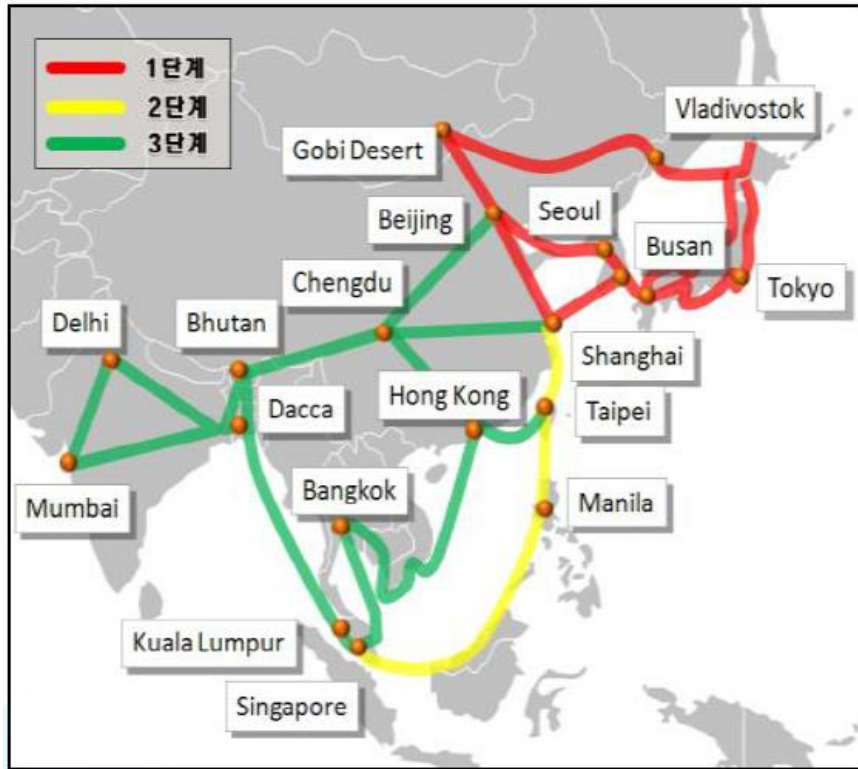 1단계
2단계
3단계
Vladivostok
Gobi Desert
Beijing
Seoul
Busan
Chengdu
Tokyo
Delhi
Bhutan
Shanghai
Dacca
Hong Kong
Taipei
Mumbai
Bangkok
Manila
Kuala Lumpur
Singapore